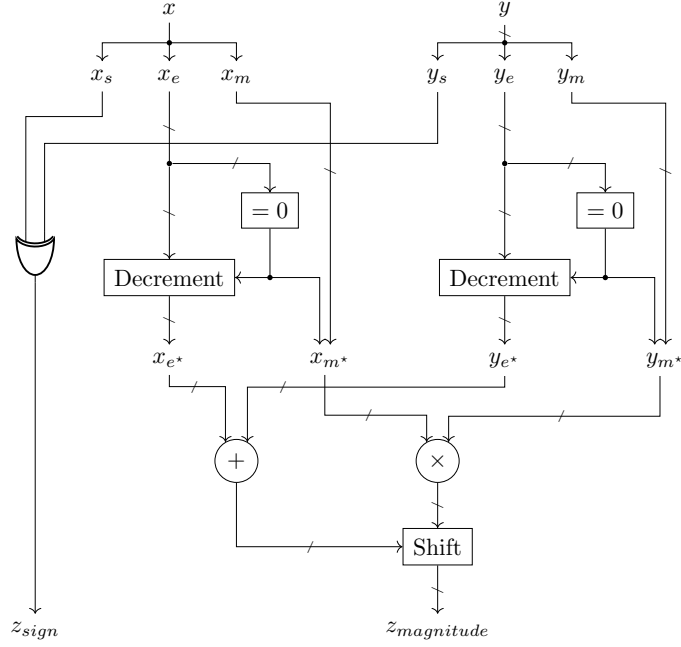 x y
x_s x_e x_m y_s y_e y_m
= 0 = 0
Decrement Decrement
x_{e⋆} x_{m⋆} y_{e⋆} y_{m⋆}
+ ×
Shift
z_{sign} z_{magnitude}